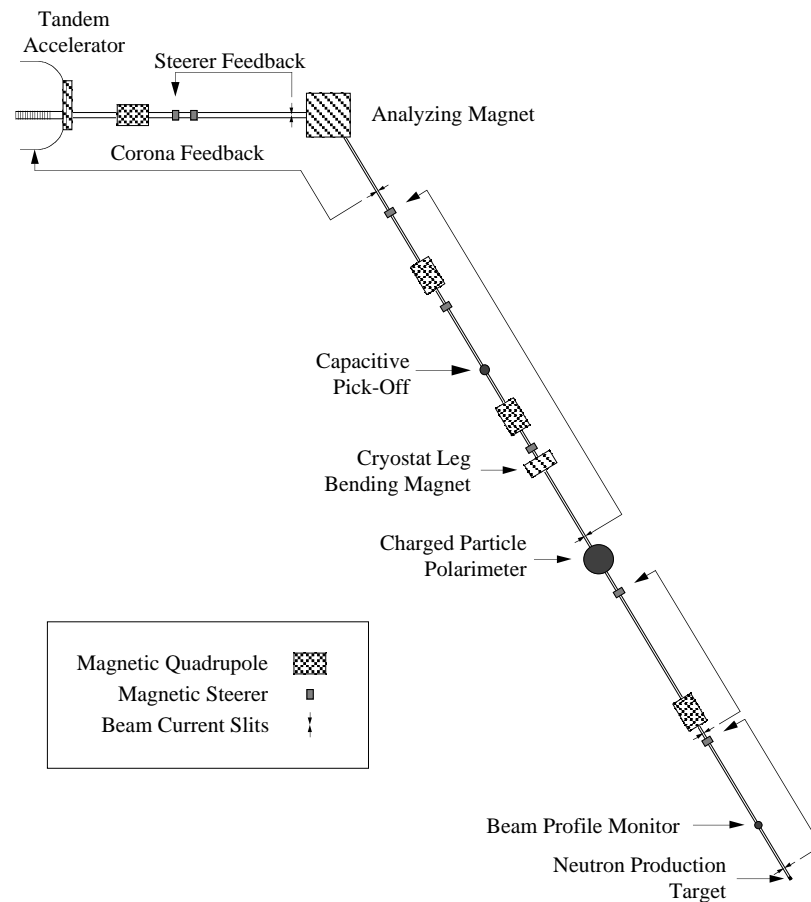 Tandem
Accelerator
Steerer Feedback
Analyzing Magnet
Corona Feedback
Capacitive
Pick-Off
Cryostat Leg
Bending Magnet
Charged Particle
Polarimeter
Magnetic Quadrupole
Magnetic Steerer
Beam Current Slits
Beam Profile Monitor
Neutron Production
Target